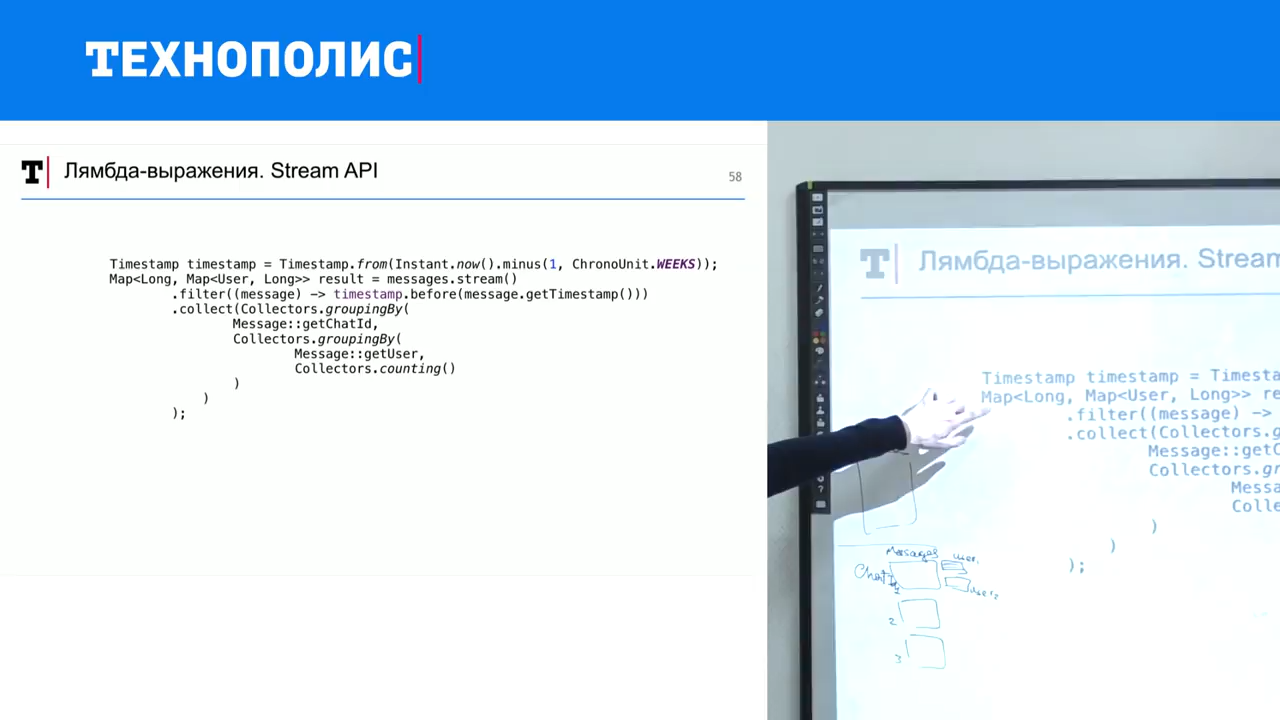 ТЕХНОПОЛИС
T Лямбда-выражения. Stream API
58
Timestamp timestamp = Timestamp.from(Instant.now().minus(1, ChronoUnit.WEEKS));
Map<Long, Map<User, Long>> result = messages.stream()
.filter((message) -> timestamp.before(message.getTimestamp()))
.collect(Collectors.groupingBy(
Message::getChatId,
Collectors.groupingBy(
Message::getUser,
Collectors.counting()
)
)
);
T Лямбда-выражения. Stream
Timestamp timestamp = Timesta
Map<Long, Map<User, Long>> re
.filter((message) ->
.collect(Collectors.g
Message::getC
Collectors.gr
Messa
Colle
)
)
);
Messages
2
3